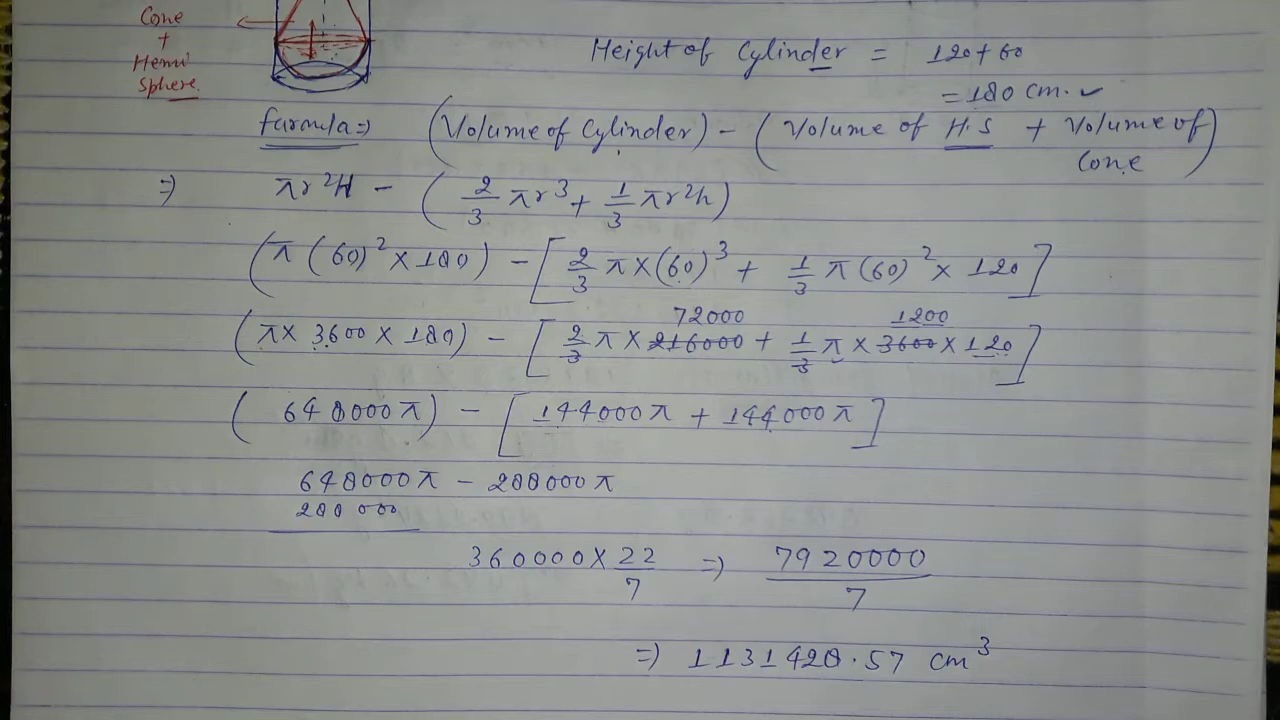 Cone
+
Hemi
Sphere.
Height of Cylinder = 120+60
= 180 cm. ✓
farmula ⇒ (Volume of Cylinder) - (Volume of H.S + Volume of Cone)
⇒ πr²H - (2/3 πr³ + 1/3 πr²h)
(π(60)² × 180) - [2/3 π×(60)³ + 1/3 π(60)² × 120]
72000 1200
(π× 3600 × 180) - [2/3 π × 216000 + 1/3 π × 3600 × 120]
(648000π) - [144000π + 144000π]
648000π - 288000π
288000
360000 × 22/7 ⇒ 7920000/7
⇒ 1131428.57 cm³